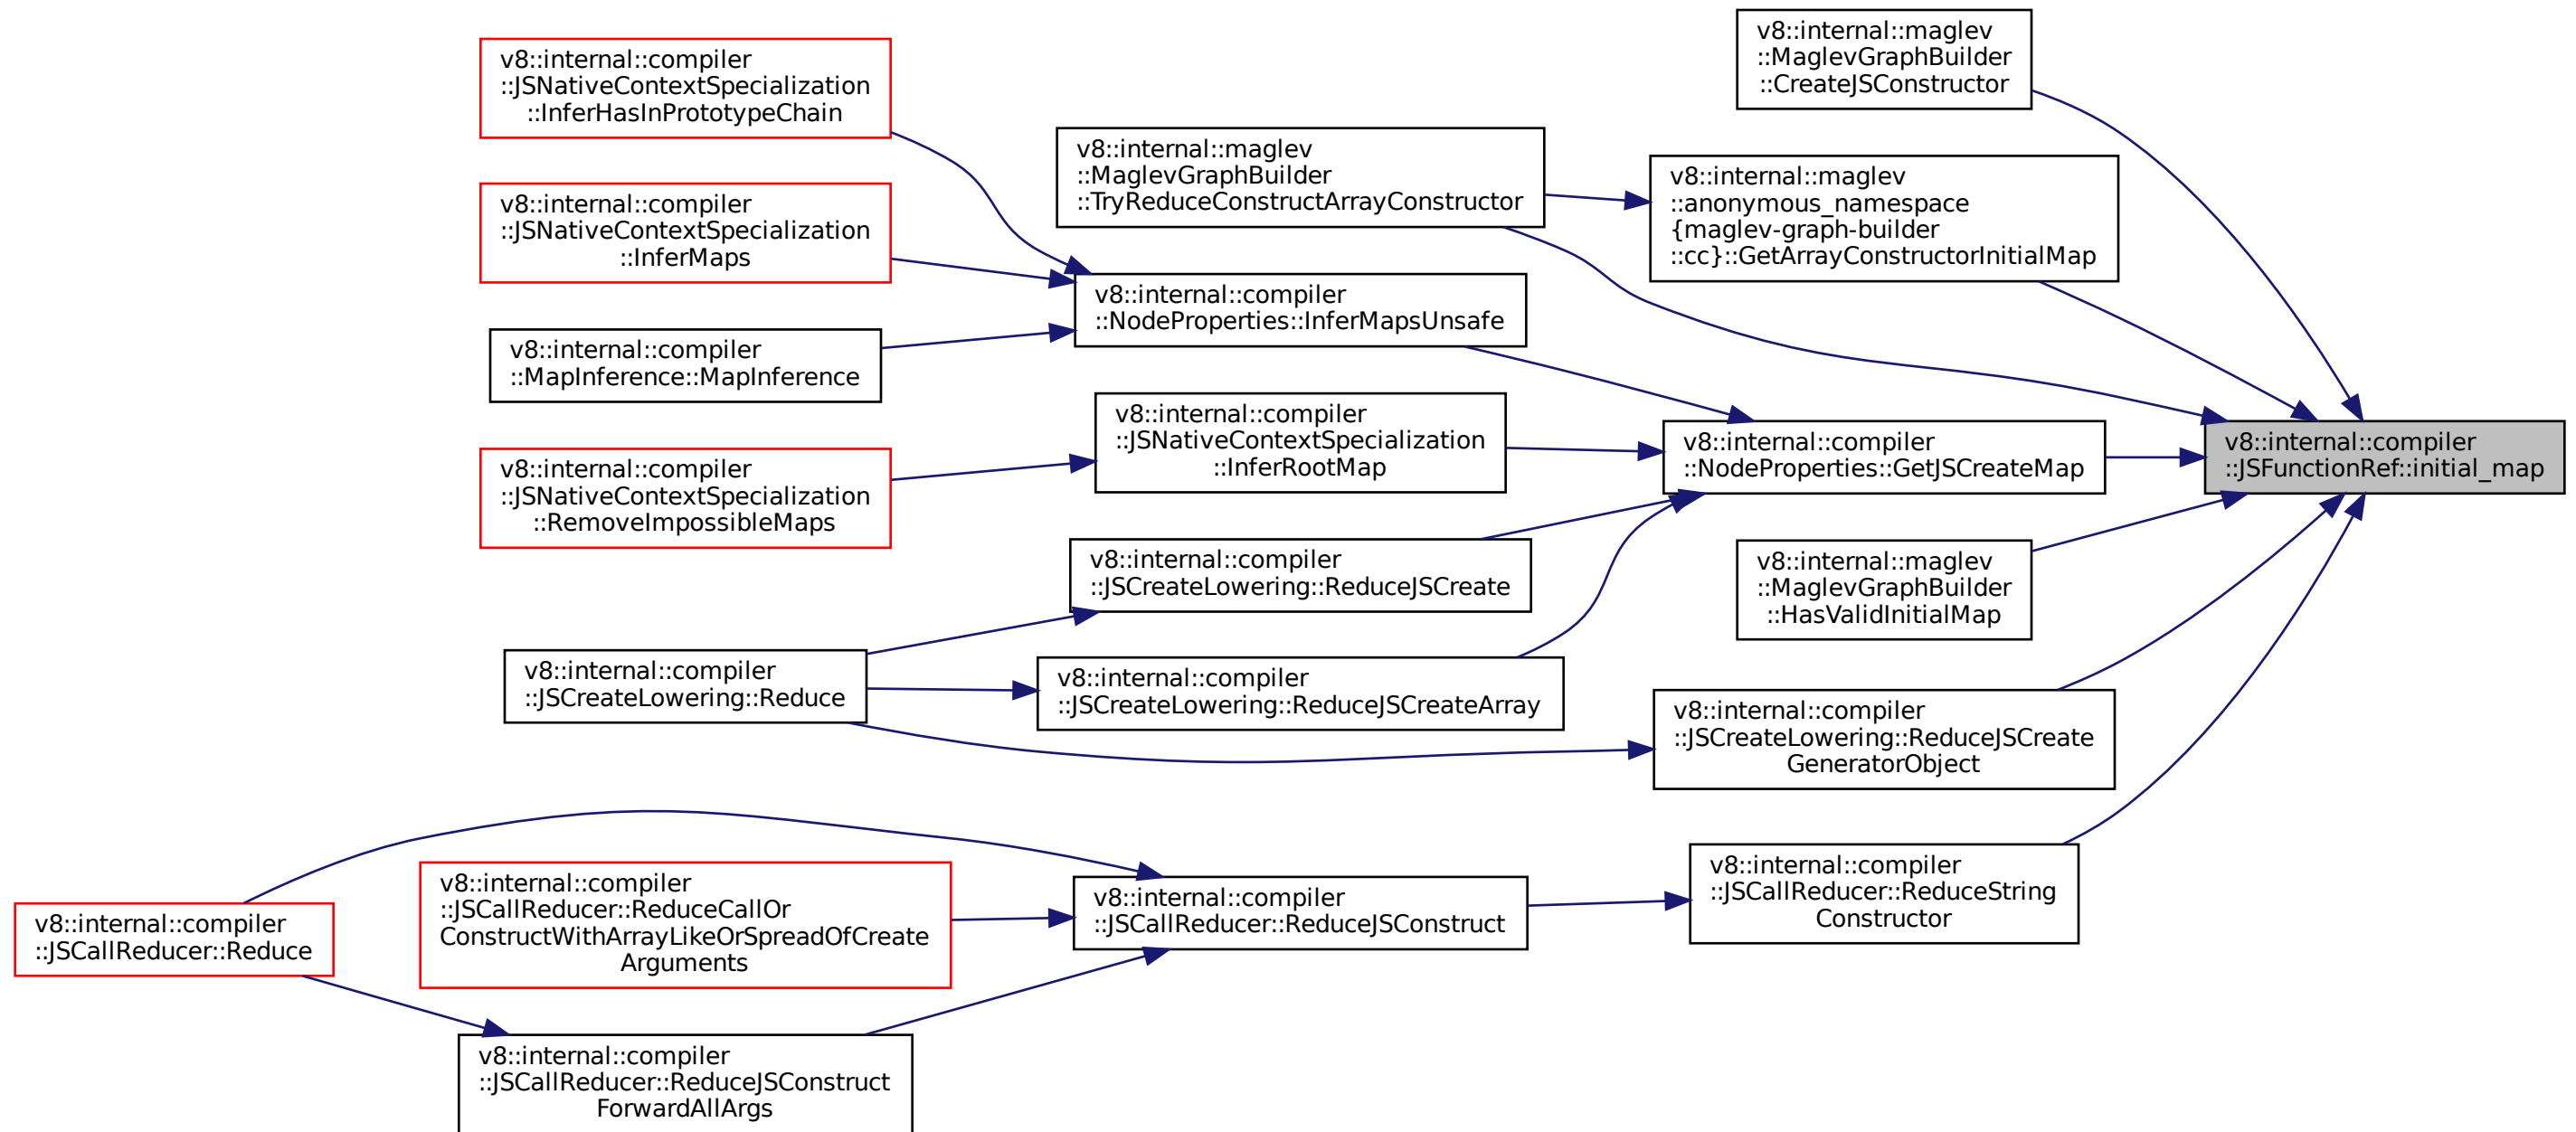 v8::internal::maglev
::MaglevGraphBuilder
::CreateJSConstructor
v8::internal::compiler
::JSNativeContextSpecialization
::InferHasInPrototypeChain
v8::internal::maglev
::MaglevGraphBuilder
::TryReduceConstructArrayConstructor
v8::internal::maglev
::anonymous_namespace
{maglev-graph-builder
::cc}::GetArrayConstructorInitialMap
v8::internal::compiler
::JSNativeContextSpecialization
::InferMaps
v8::internal::compiler
::NodeProperties::InferMapsUnsafe
v8::internal::compiler
::MapInference::MapInference
v8::internal::compiler
::JSNativeContextSpecialization
::InferRootMap
v8::internal::compiler
::NodeProperties::GetJSCreateMap
v8::internal::compiler
::JSFunctionRef::initial_map
v8::internal::compiler
::JSNativeContextSpecialization
::RemoveImpossibleMaps
v8::internal::compiler
::JSCreateLowering::ReduceJSCreate
v8::internal::maglev
::MaglevGraphBuilder
::HasValidInitialMap
v8::internal::compiler
::JSCreateLowering::Reduce
v8::internal::compiler
::JSCreateLowering::ReduceJSCreateArray
v8::internal::compiler
::JSCreateLowering::ReduceJSCreate
GeneratorObject
v8::internal::compiler
::JSCallReducer::ReduceString
Constructor
v8::internal::compiler
::JSCallReducer::ReduceCallOr
ConstructWithArrayLikeOrSpreadOfCreate
Arguments
v8::internal::compiler
::JSCallReducer::ReduceJSConstruct
v8::internal::compiler
::JSCallReducer::Reduce
v8::internal::compiler
::JSCallReducer::ReduceJSConstruct
ForwardAllArgs